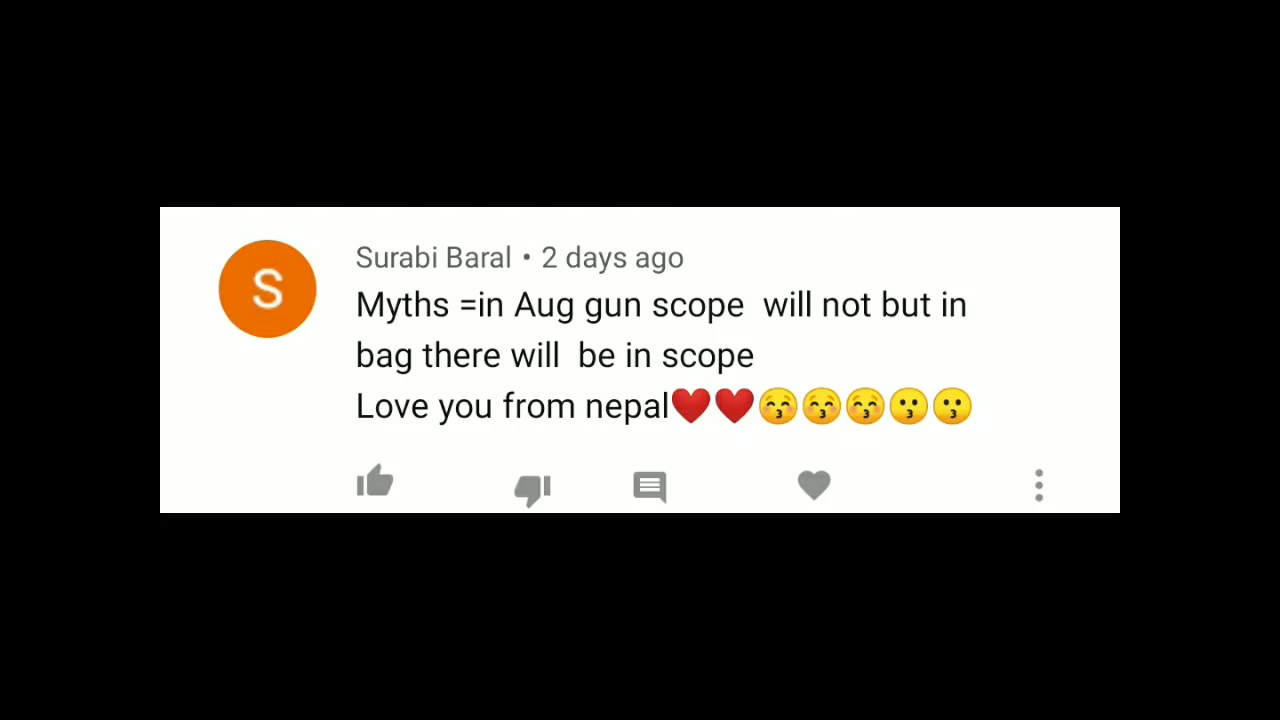 S
Surabi Baral • 2 days ago
Myths =in Aug gun scope  will not but in
bag there will  be in scope
Love you from nepal❤️❤️😚😚😚😗😗